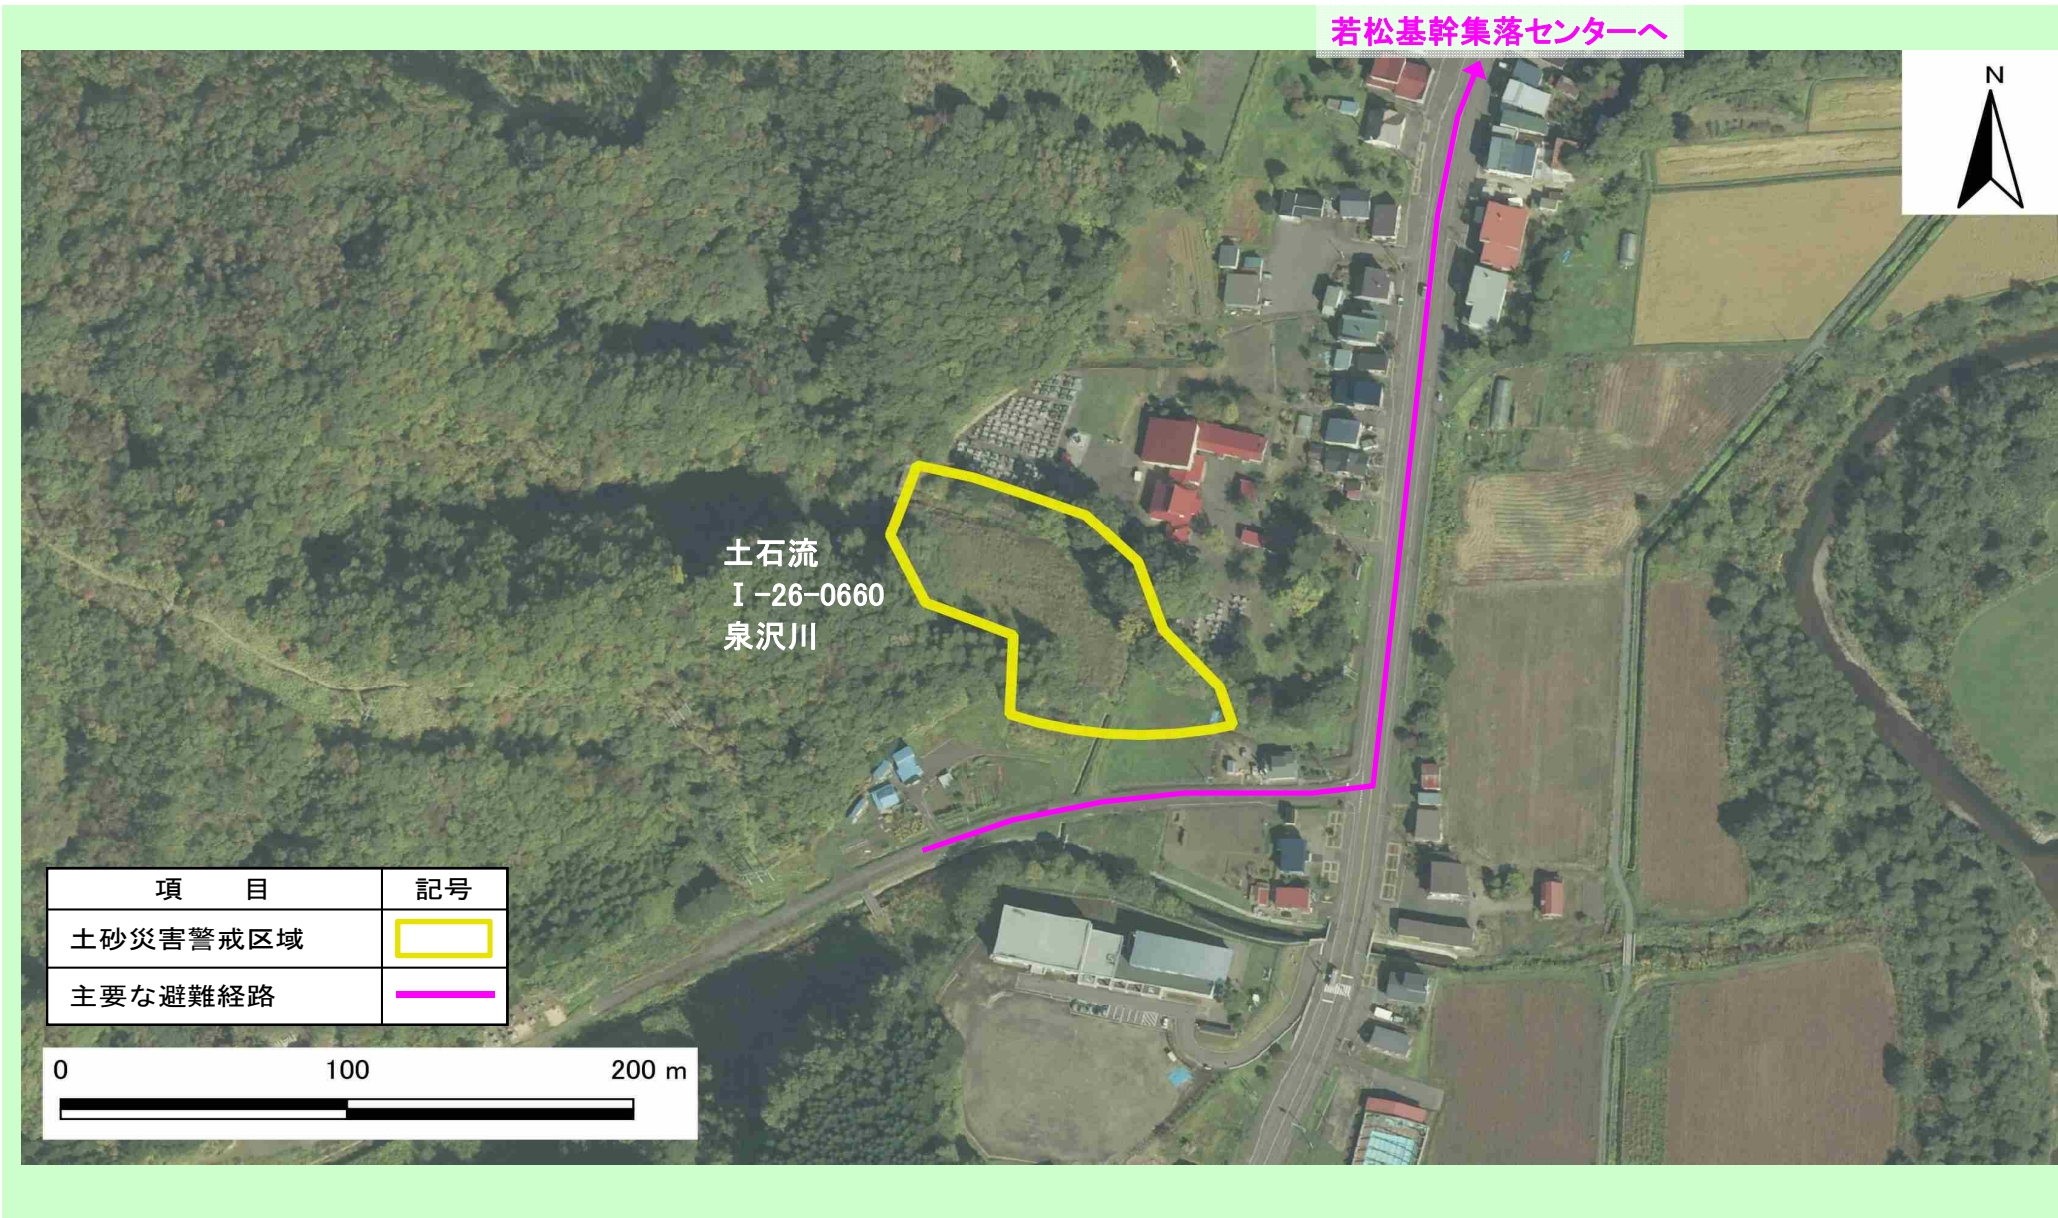 若松基幹集落センターへ
N
土石流
Ⅰ-26-0660
泉沢川
項　目 記号
土砂災害警戒区域
主要な避難経路
0 100 200 m